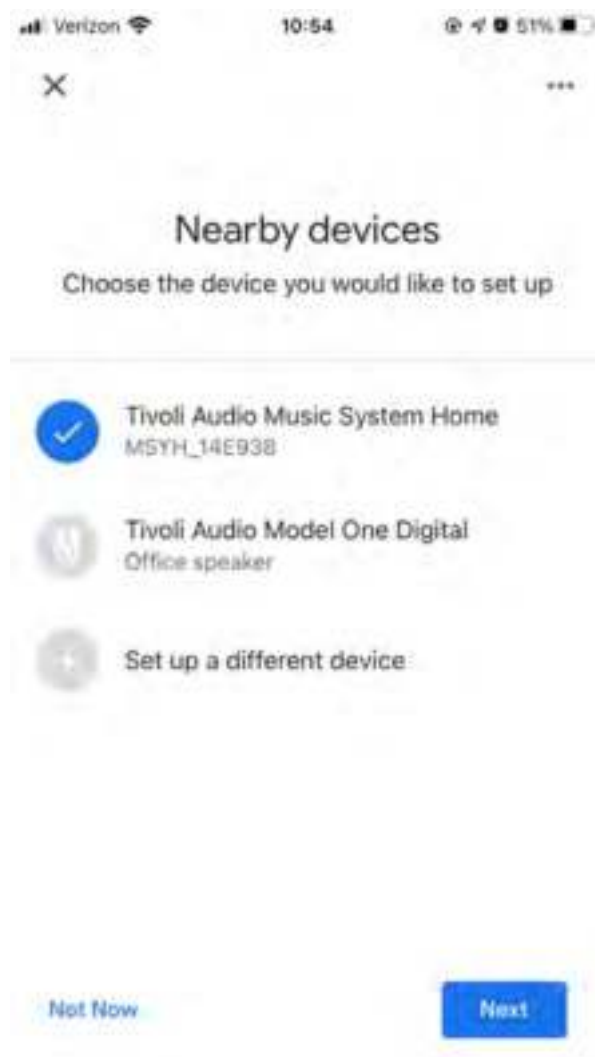 Verizon 10:54 51%
Nearby devices
Choose the device you would like to set up
Tivoli Audio Music System Home
MSYH_14E938
Tivoli Audio Model One Digital
Office speaker
Set up a different device
Not Now Next